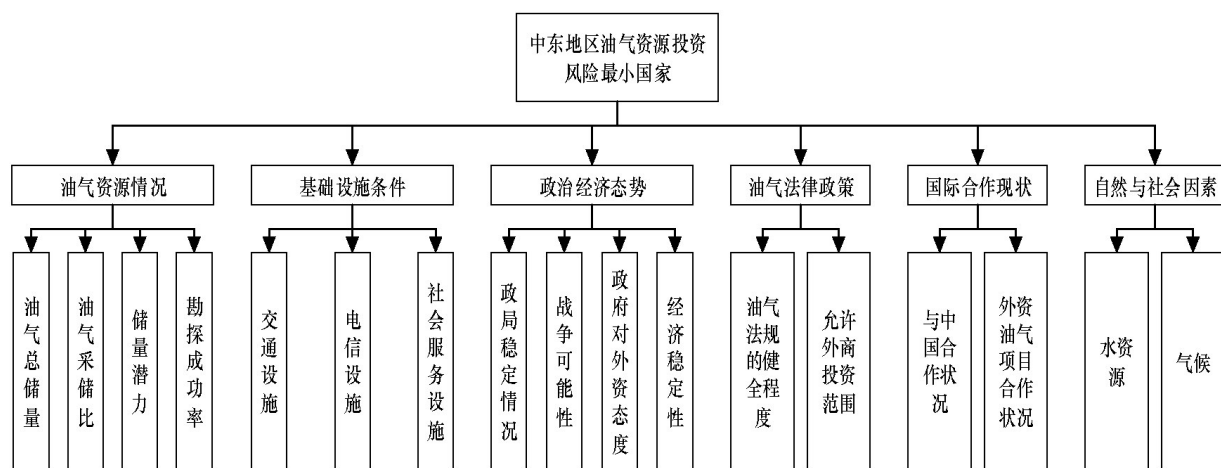 中东地区油气资源投资
风险最小国家
油气资源情况
基础设施条件
政治经济态势
油气法律政策
国际合作现状
自然与社会因素
油气总储量
油气采储比
储量潜力
勘探成功率
交通设施
电信设施
社会服务设施
政局稳定情况
战争可能性
政府对外资态度
经济稳定性
油气
法规
的健
全程
度
允许
外商
投资
范围
与中
国合
作状
况
外资
油气
项目
合作
状况
水资
源
气候